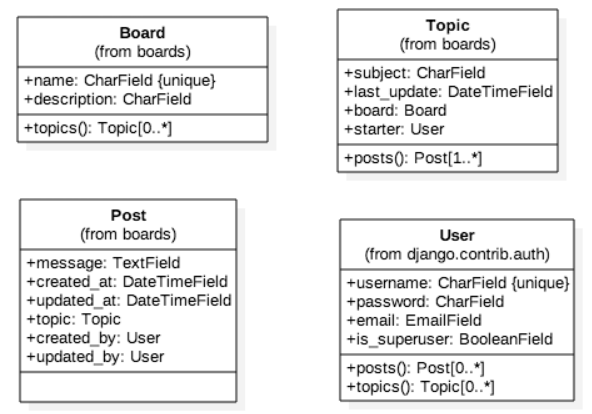 Board
(from boards)
+name: CharField {unique}
+description: CharField
+topics(): Topic[0..*]
Topic
(from boards)
+subject: CharField
+last_update: DateTimeField
+board: Board
+starter: User
+posts(): Post[1..*]
Post
(from boards)
+message: TextField
+created_at: DateTimeField
+updated_at: DateTimeField
+topic: Topic
+created_by: User
+updated_by: User
User
(from django.contrib.auth)
+username: CharField {unique}
+password: CharField
+email: EmailField
+is_superuser: BooleanField
+posts(): Post[0..*]
+topics(): Topic[0..*]